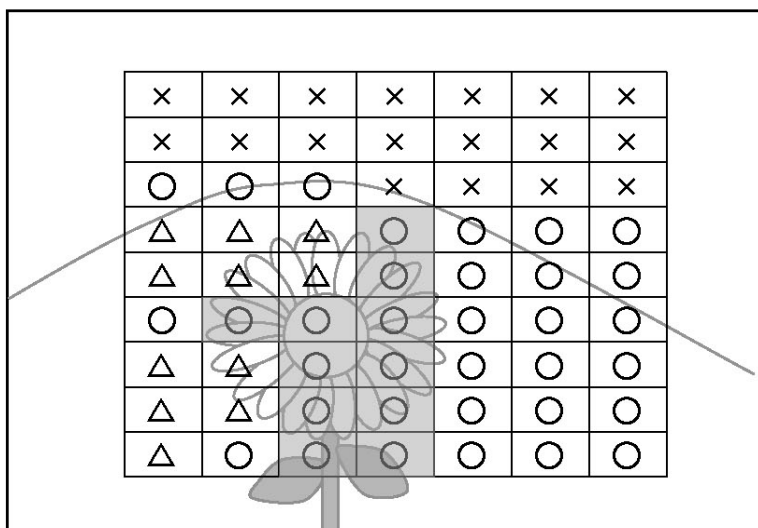 × × × × × × ×
× × × × × × ×
○ ○ ○ × × × ×
△ △ △ ○ ○ ○ ○
△ △ △ ○ ○ ○ ○
○ ○ ○ ○ ○ ○ ○
△ △ ○ ○ ○ ○ ○
△ △ ○ ○ ○ ○ ○
△ ○ ○ ○ ○ ○ ○